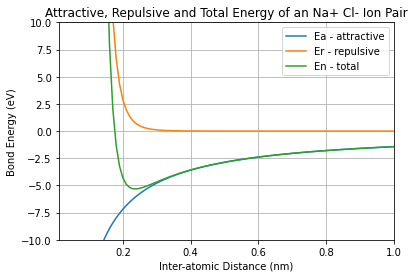 Attractive, Repulsive and Total Energy of an Na+ Cl- Ion Pair
10.0
7.5
5.0
2.5
0.0
−2.5
−5.0
−7.5
−10.0
Bond Energy (eV)
Ea - attractive
Er - repulsive
En - total
0.2 0.4 0.6 0.8 1.0
Inter-atomic Distance (nm)